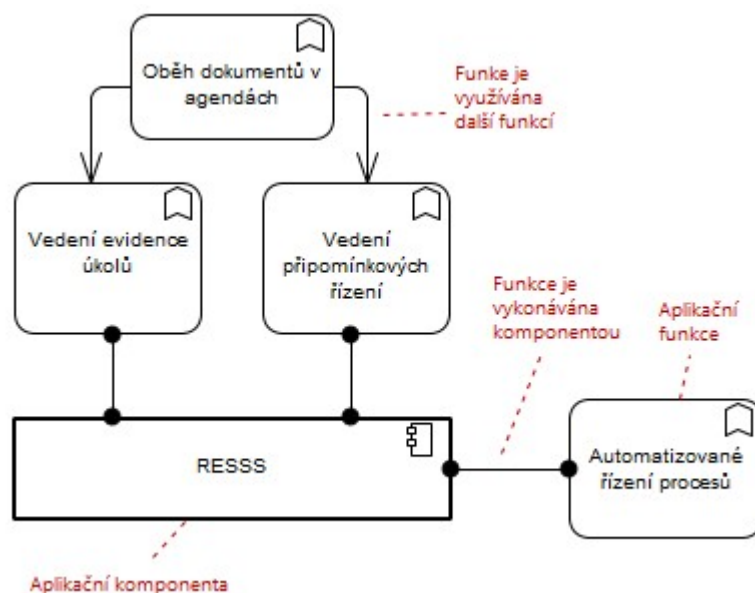 Oběh dokumentů v
agendách
Funke je
využívána
další funkcí
Vedení evidence
úkolů
Vedení
připomínkových
řízení
Funkce je
vykonávána
komponentou
Aplikační
funkce
RESSS
Automatizované
řízení procesů
Aplikační komponenta